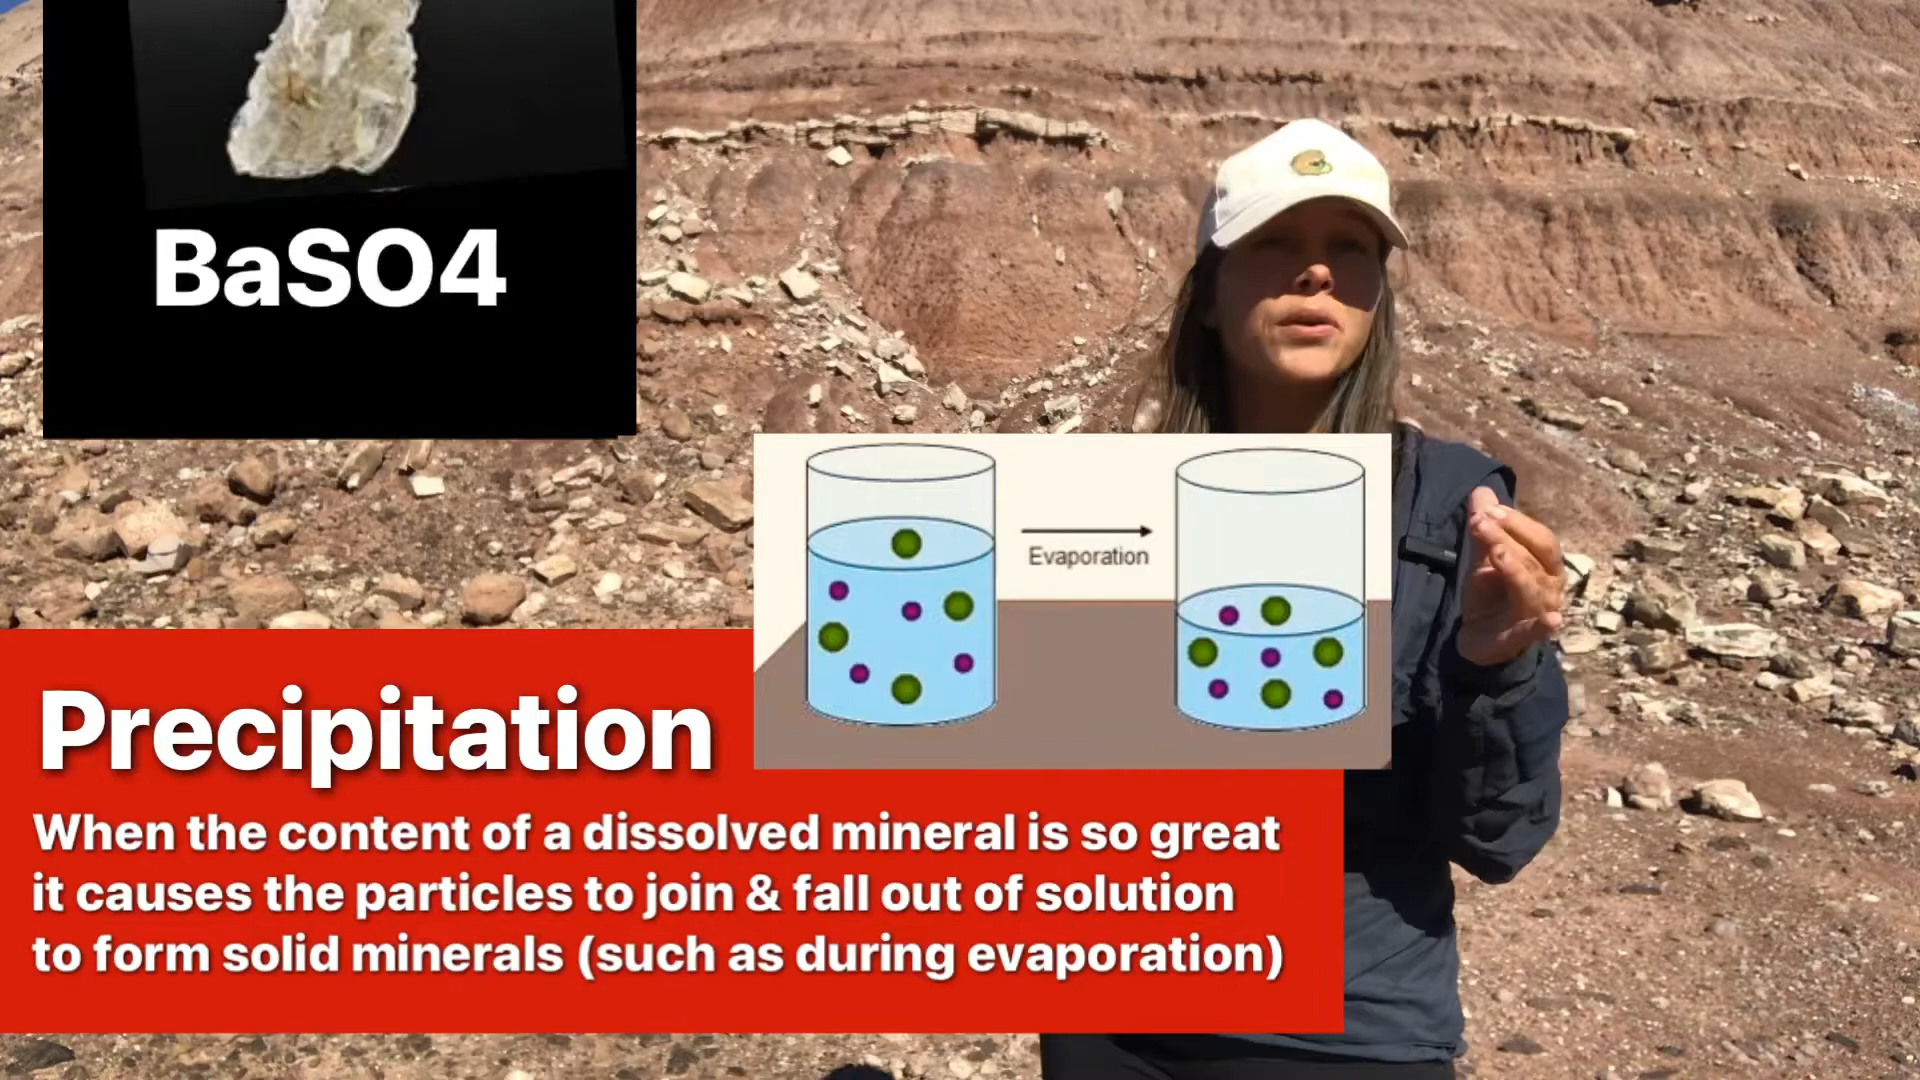 BaSO4
Evaporation
Precipitation
When the content of a dissolved mineral is so great
it causes the particles to join & fall out of solution
to form solid minerals (such as during evaporation)